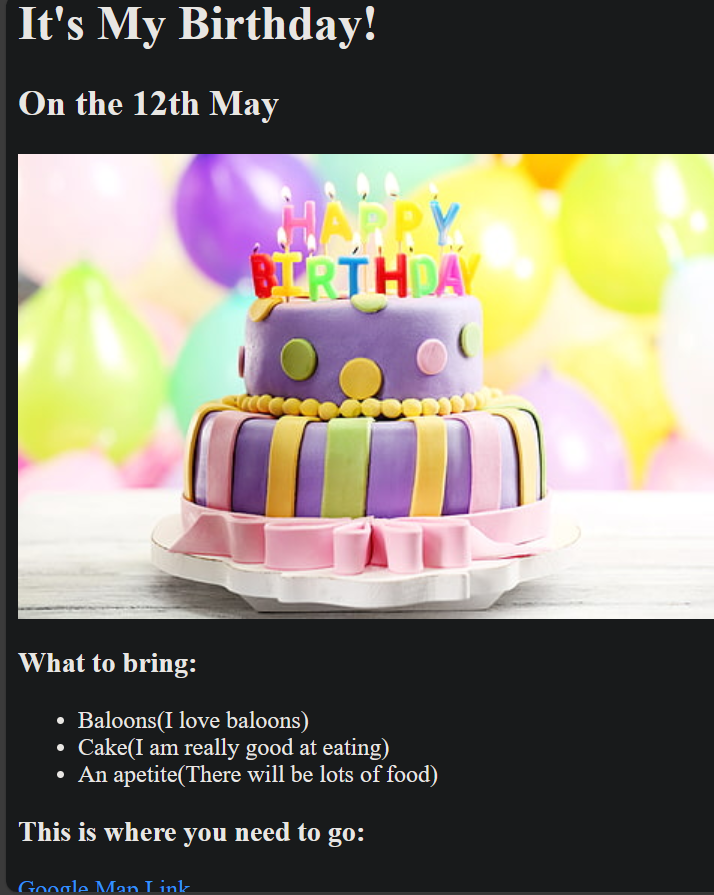 It's My Birthday!
On the 12th May
HAPPY
BIRTHDAY
What to bring:
Baloons(I love baloons)
Cake(I am really good at eating)
An apetite(There will be lots of food)
This is where you need to go:
Google Map Link